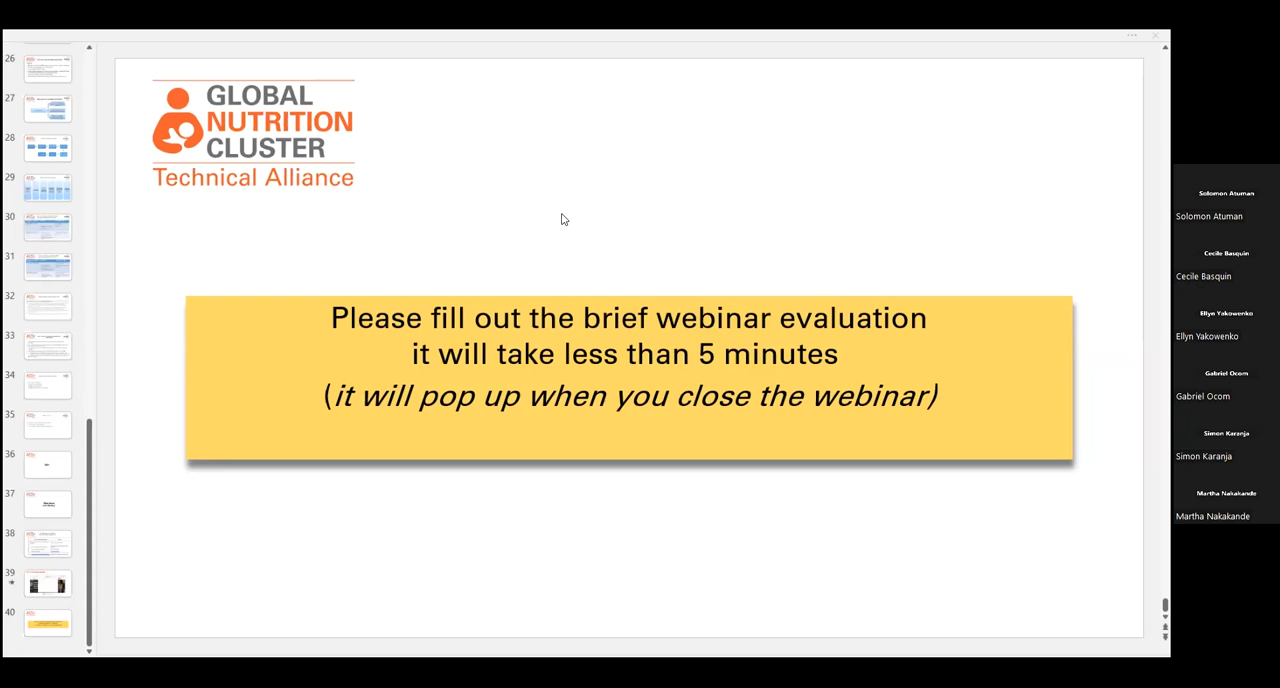 26
27
28
29
30
31
32
33
34
35
36
37
38
39
40
GLOBAL
NUTRITION
CLUSTER
Technical Alliance
Please fill out the brief webinar evaluation
it will take less than 5 minutes
(it will pop up when you close the webinar)
Solomon Atuman
Solomon Atuman
Cecile Basquin
Cecile Basquin
Ellyn Yakowenko
Ellyn Yakowenko
Gabriel Ocom
Gabriel Ocom
Simon Karanja
Simon Karanja
Martha Nakakande
Martha Nakakande